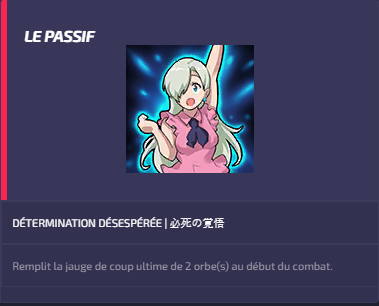 LE PASSIF
DÉTERMINATION DÉSESPÉRÉE | 必死の覚悟
Remplit la jauge de coup ultime de 2 orbe(s) au début du combat.